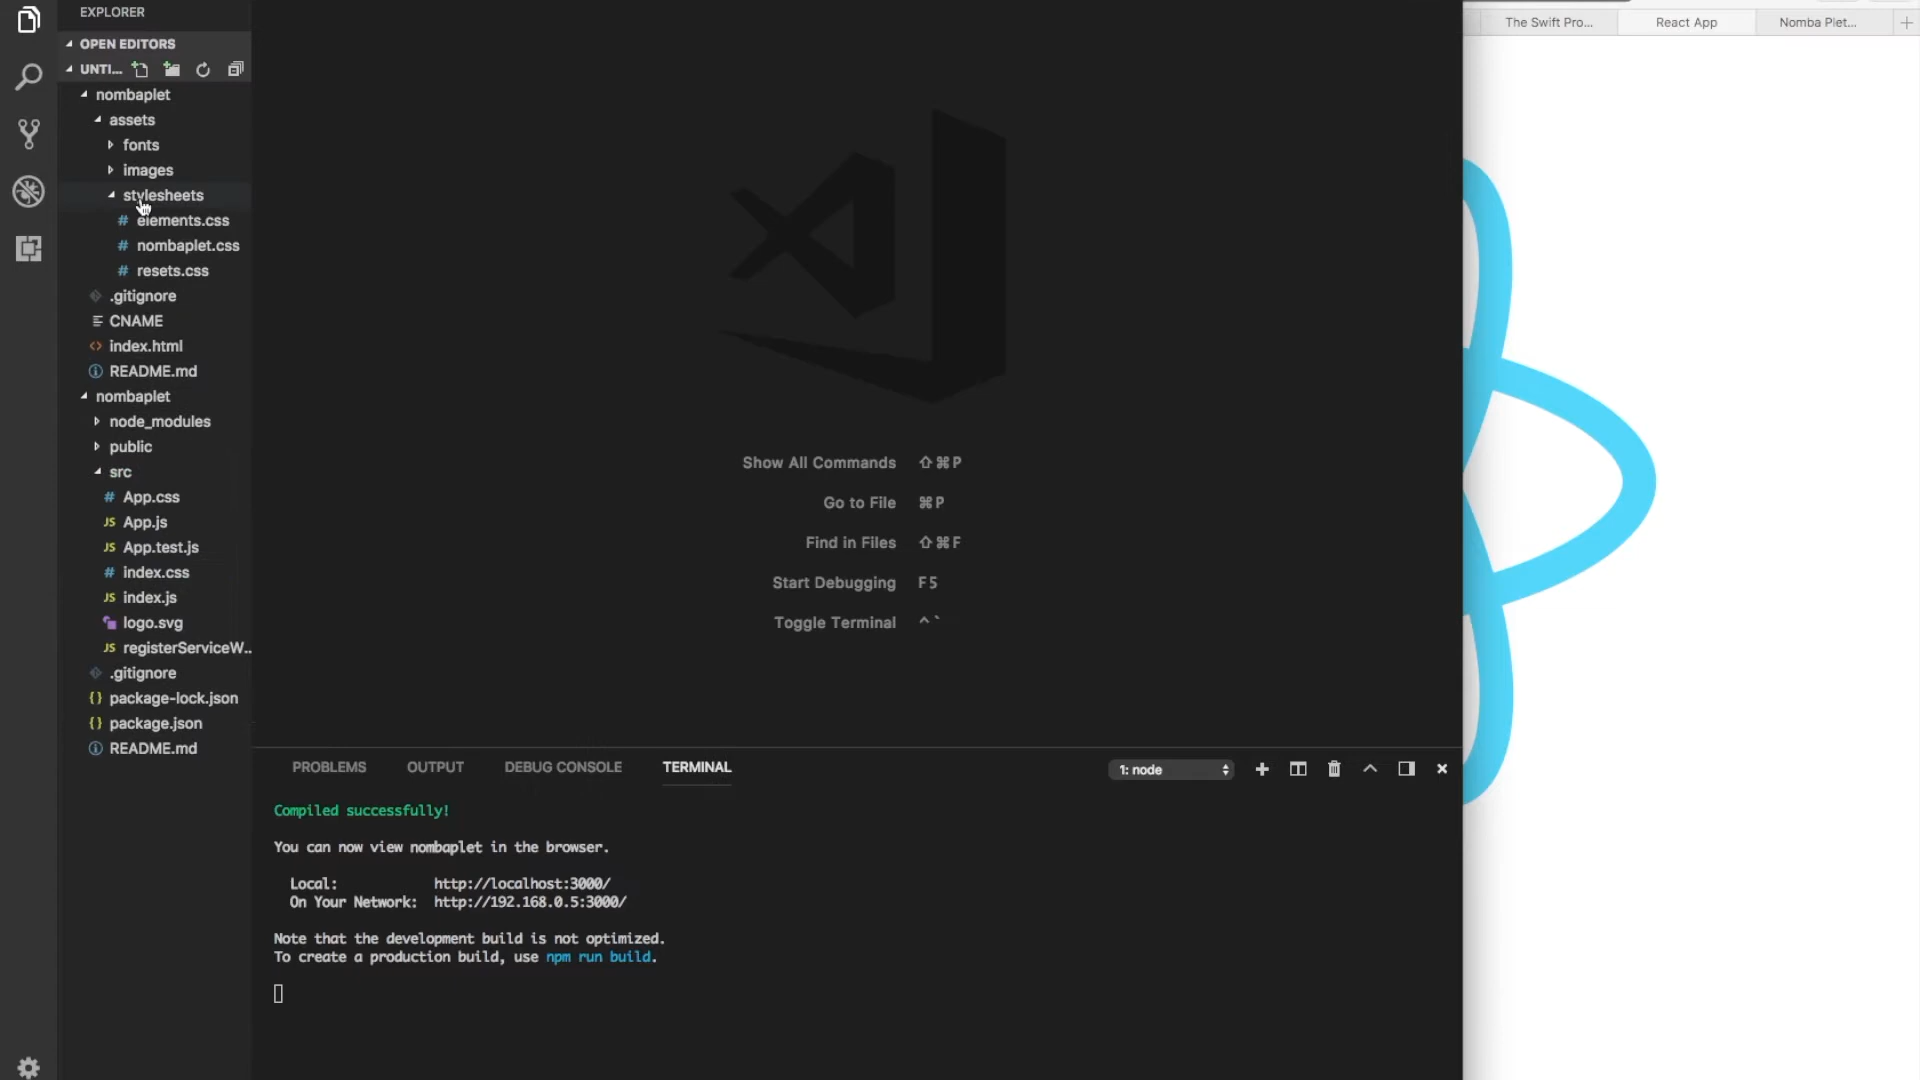 EXPLORER
OPEN EDITORS
UNTI...
nombaplet
assets
fonts
images
stylesheets
# elements.css
# nombaplet.css
# resets.css
.gitignore
CNAME
<> index.html
README.md
nombaplet
node_modules
public
src
# App.css
JS App.js
JS App.test.js
# index.css
JS index.js
logo.svg
JS registerServiceW...
.gitignore
{} package-lock.json
{} package.json
README.md
Show All Commands ⇧⌘P
Go to File ⌘P
Find in Files ⇧⌘F
Start Debugging F5
Toggle Terminal ^`
PROBLEMS OUTPUT DEBUG CONSOLE TERMINAL
1: node
Compiled successfully!
You can now view nombaplet in the browser.
Local: http://localhost:3000/
On Your Network: http://192.168.0.5:3000/
Note that the development build is not optimized.
To create a production build, use npm run build.
The Swift Pro... React App Nomba Plet...